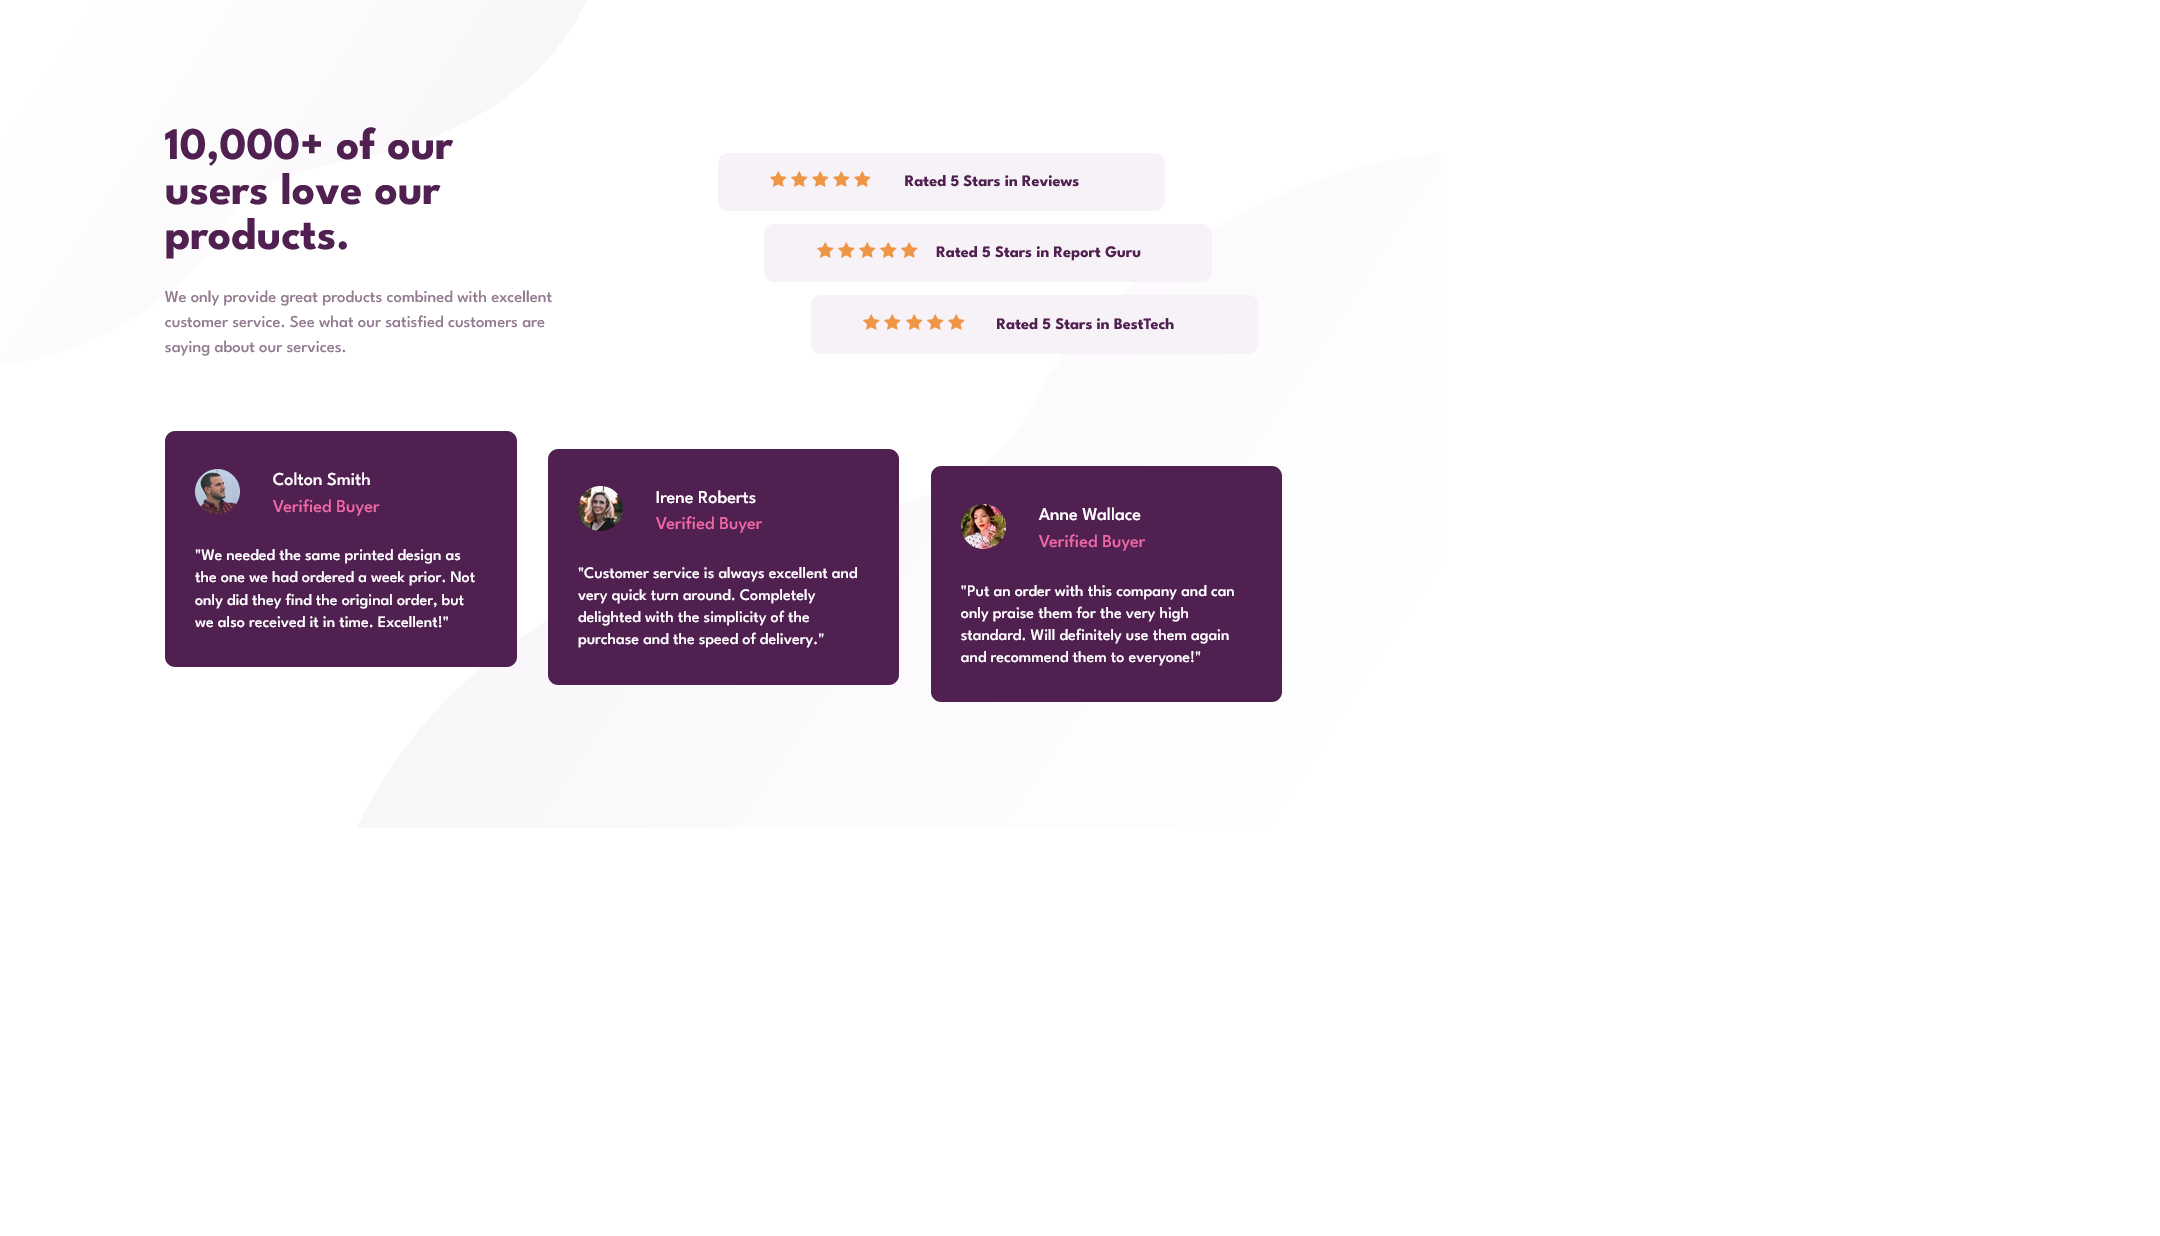 10,000+ of our
users love our
products.
We only provide great products combined with excellent
customer service. See what our satisfied customers are
saying about our services.
Rated 5 Stars in Reviews
Rated 5 Stars in Report Guru
Rated 5 Stars in BestTech
Colton Smith
Verified Buyer
"We needed the same printed design as
the one we had ordered a week prior. Not
only did they find the original order, but
we also received it in time. Excellent!"
Irene Roberts
Verified Buyer
"Customer service is always excellent and
very quick turn around. Completely
delighted with the simplicity of the
purchase and the speed of delivery."
Anne Wallace
Verified Buyer
"Put an order with this company and can
only praise them for the very high
standard. Will definitely use them again
and recommend them to everyone!"